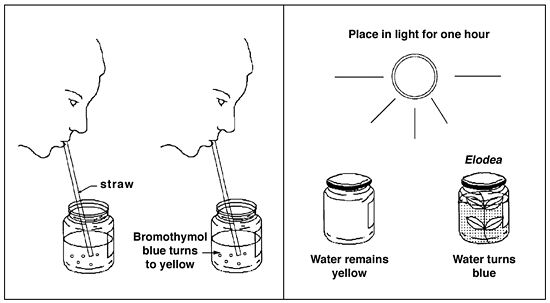 straw
Bromothymol
blue turns
to yellow
Place in light for one hour
Elodea
Water remains
yellow
Water turns
blue